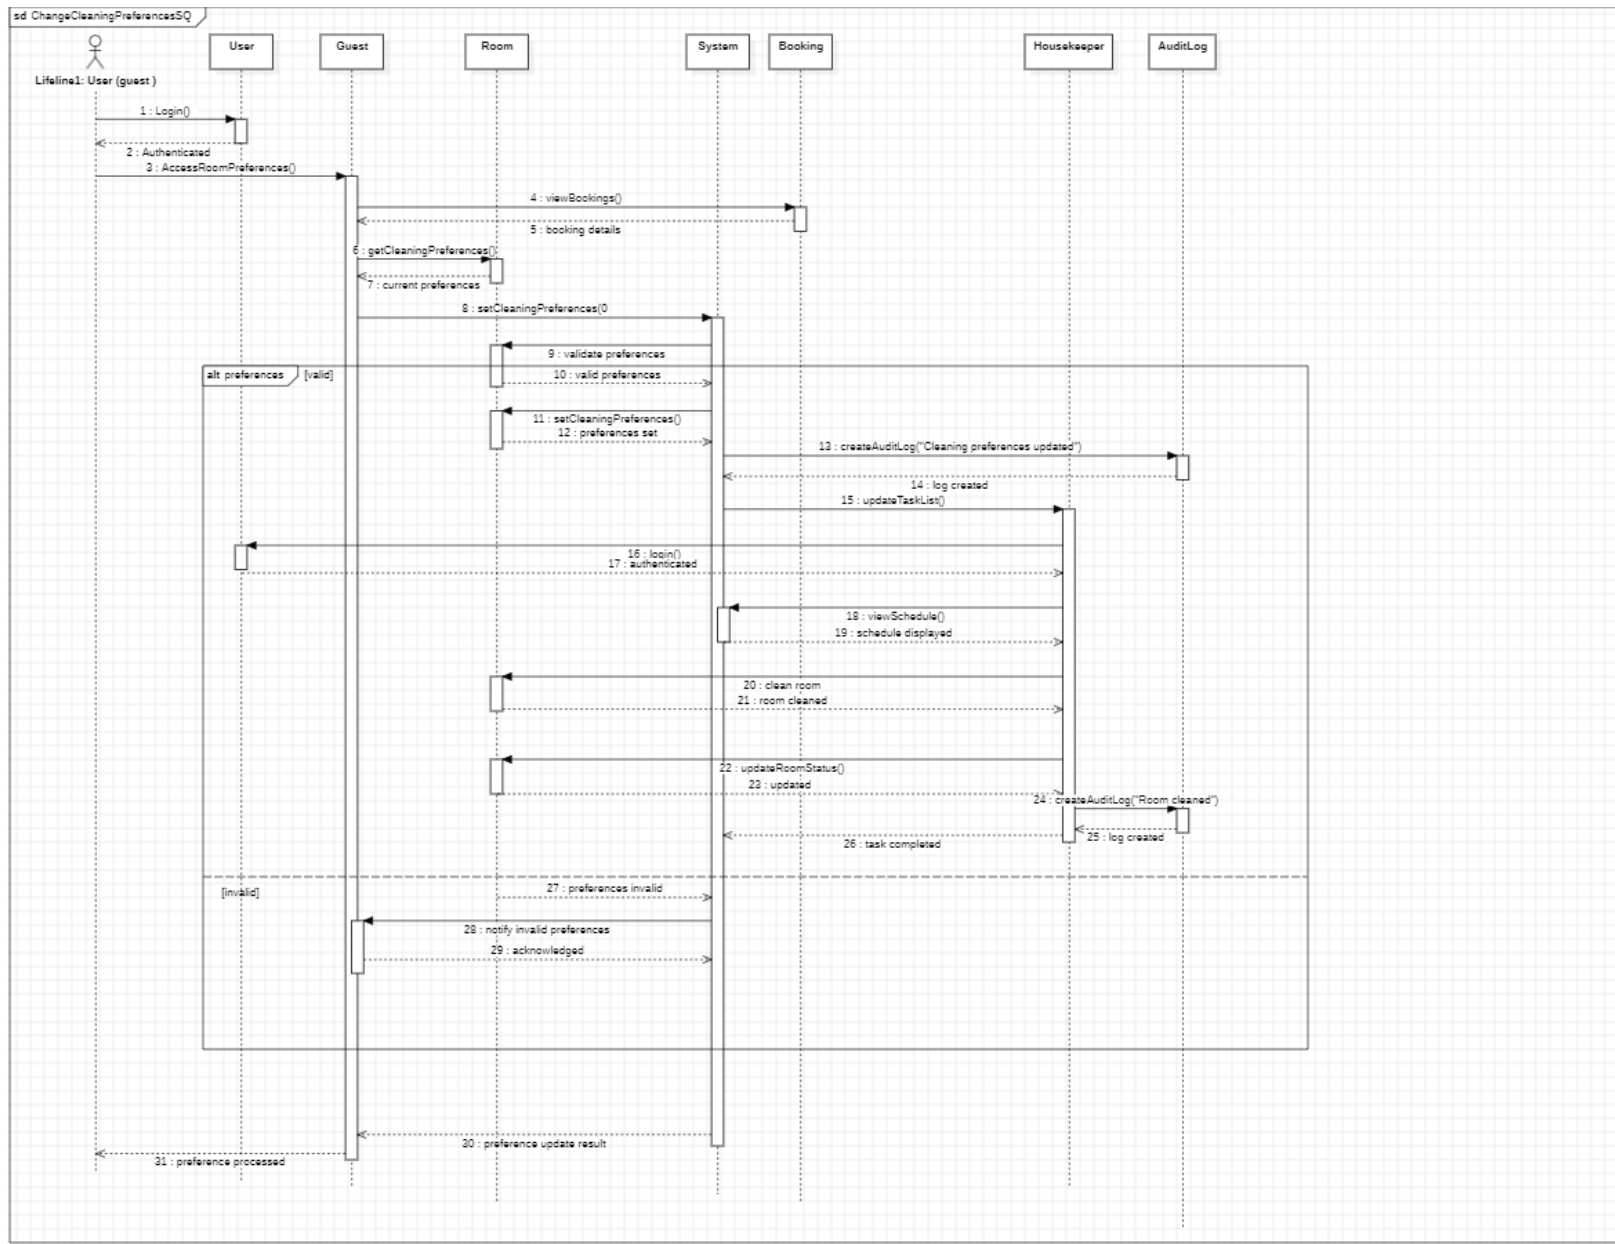 sd ChangeCleaningPreferencesSQ
User
Guest
Room
System
Booking
Housekeeper
AuditLog
Lifeline1: User (guest )
1 : Login()
2 : Authenticated
3 : AccessRoomPreferences()
4 : viewBookings()
5 : booking details
6 : getCleaningPreferences()
7 : current preferences
8 : setCleaningPreferences(0
9 : validate preferences
alt preferences
[valid]
10 : valid preferences
11 : setCleaningPreferences()
12 : preferences set
13 : createAuditLog("Cleaning preferences updated")
14 : log created
15 : updateTaskList()
16 : login()
17 : authenticated
18 : viewSchedule()
19 : schedule displayed
20 : clean room
21 : room cleaned
22 : updateRoomStatus()
23 : updated
24 : createAuditLog("Room cleaned")
25 : log created
26 : task completed
[invalid]
27 : preferences invalid
28 : notify invalid preferences
29 : acknowledged
30 : preference update result
31 : preference processed